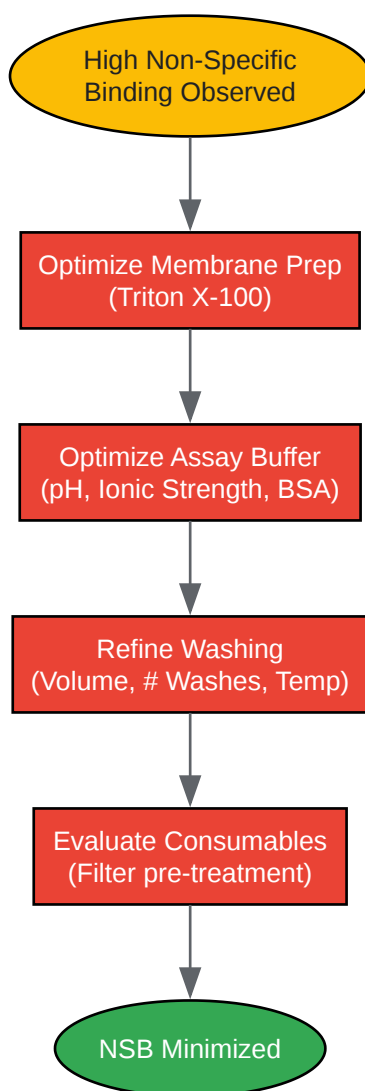 High Non-Specific
Binding Observed
Optimize Membrane Prep
(Triton X-100)
Optimize Assay Buffer
(pH, Ionic Strength, BSA)
Refine Washing
(Volume, # Washes, Temp)
Evaluate Consumables
(Filter pre-treatment)
NSB Minimized